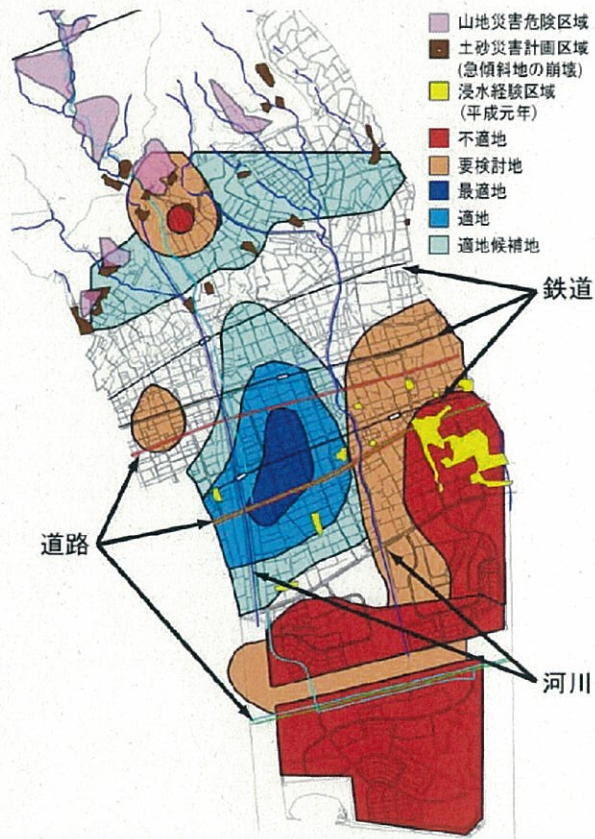 山地災害危険区域
土砂災害計画区域
(急傾斜地の崩壊)
浸水経験区域
(平成元年)
不適地
要検討地
最適地
適地
適地候補地
鉄道
道路
河川